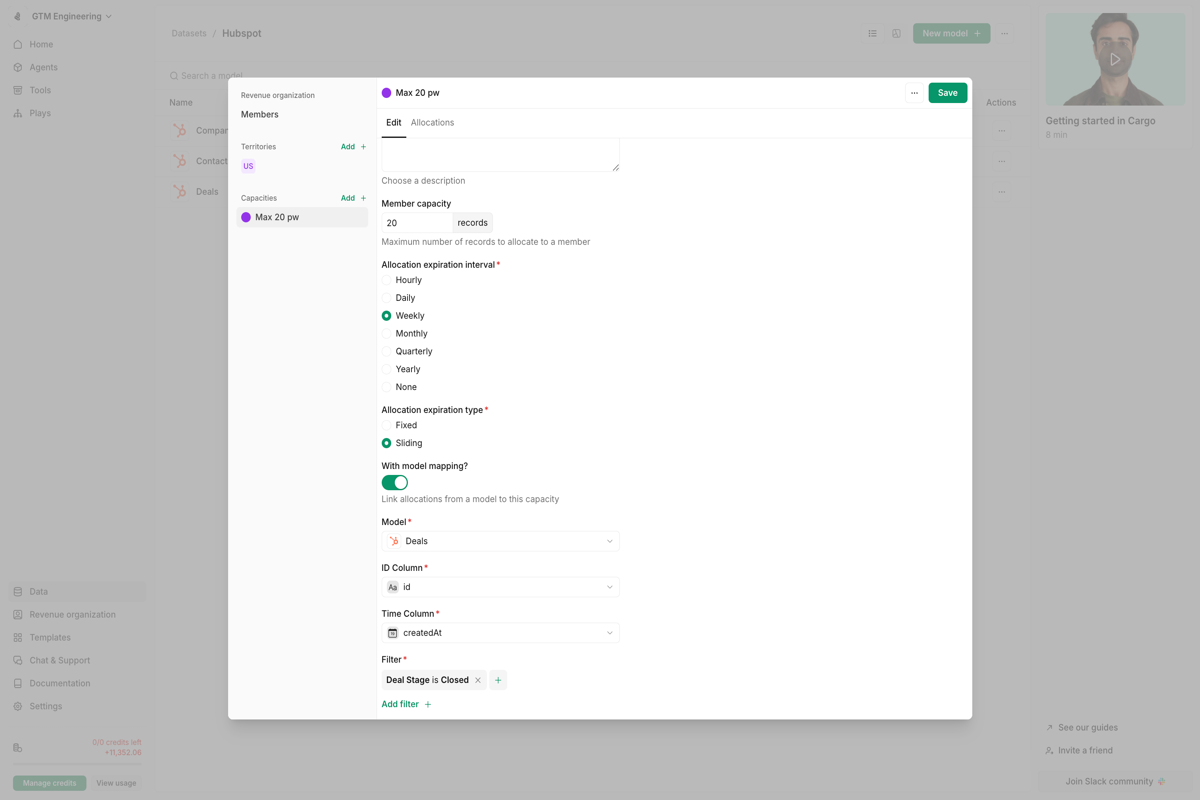 GTM Engineering
Home
Agents
Tools
Plays
Data
Revenue organization
Templates
Chat & Support
Documentation
Settings
0/0 credits left
+11,352.06
Manage credits
View usage
Datasets / Hubspot
New model +
Search a model
Name
Actions
Compan
Contact
Deals
Revenue organization
Members
Territories
Add +
US
Capacities
Add +
Max 20 pw
Max 20 pw
Save
Edit
Allocations
Choose a description
Member capacity
20
records
Maximum number of records to allocate to a member
Allocation expiration interval*
Hourly
Daily
Weekly
Monthly
Quarterly
Yearly
None
Allocation expiration type*
Fixed
Sliding
With model mapping?
Link allocations from a model to this capacity
Model*
Deals
ID Column*
Aa id
Time Column*
createdAt
Filter*
Deal Stage is Closed
Add filter +
Getting started in Cargo
8 min
See our guides
Invite a friend
Join Slack community